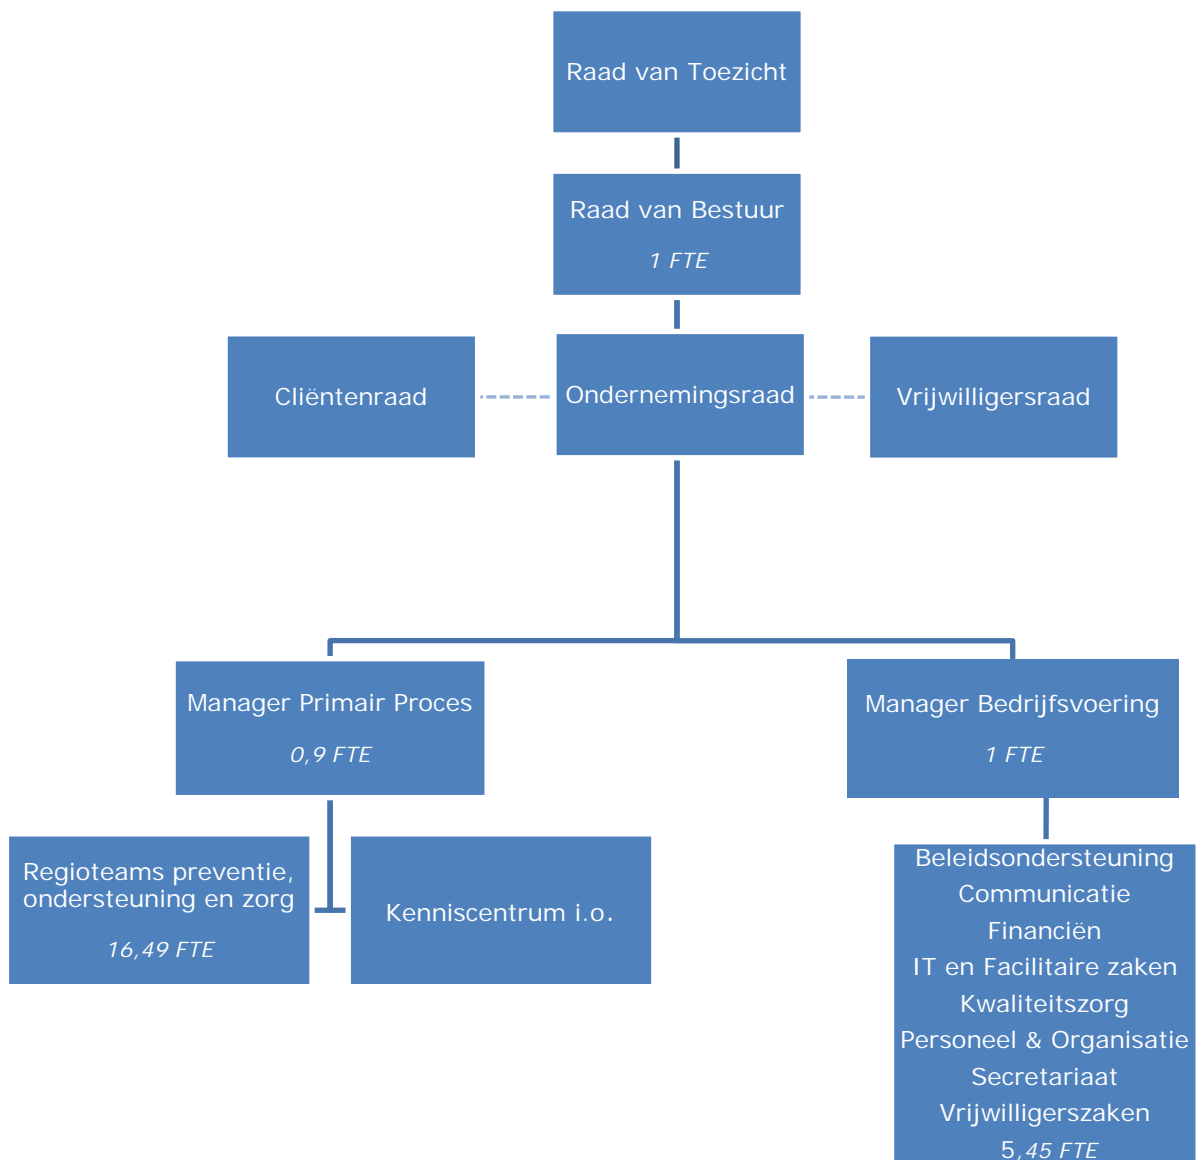 Raad van Toezicht
Raad van Bestuur
1 FTE
Cliëntenraad
Ondernemingsraad
Vrijwilligersraad
Manager Primair Proces
0,9 FTE
Manager Bedrijfsvoering
1 FTE
Regioteams preventie,
ondersteuning en zorg
16,49 FTE
Kenniscentrum i.o.
Beleidsondersteuning
Communicatie
Financiën
IT en Facilitaire zaken
Kwaliteitszorg
Personeel & Organisatie
Secretariaat
Vrijwilligerszaken
5,45 FTE